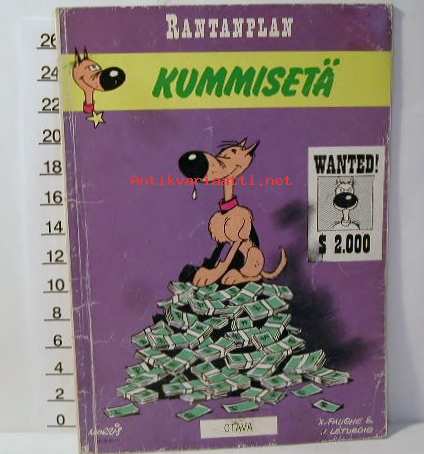 RANTANPLAN
KUMMISETÄ
WANTED!
$ 2.000
Antikvariaatti.net
OTAVA
MORRIS
X. FAUCHE &
J. LÉTURGIE
26
24
22
20
18
16
14
12
10
8
6
4
2
0